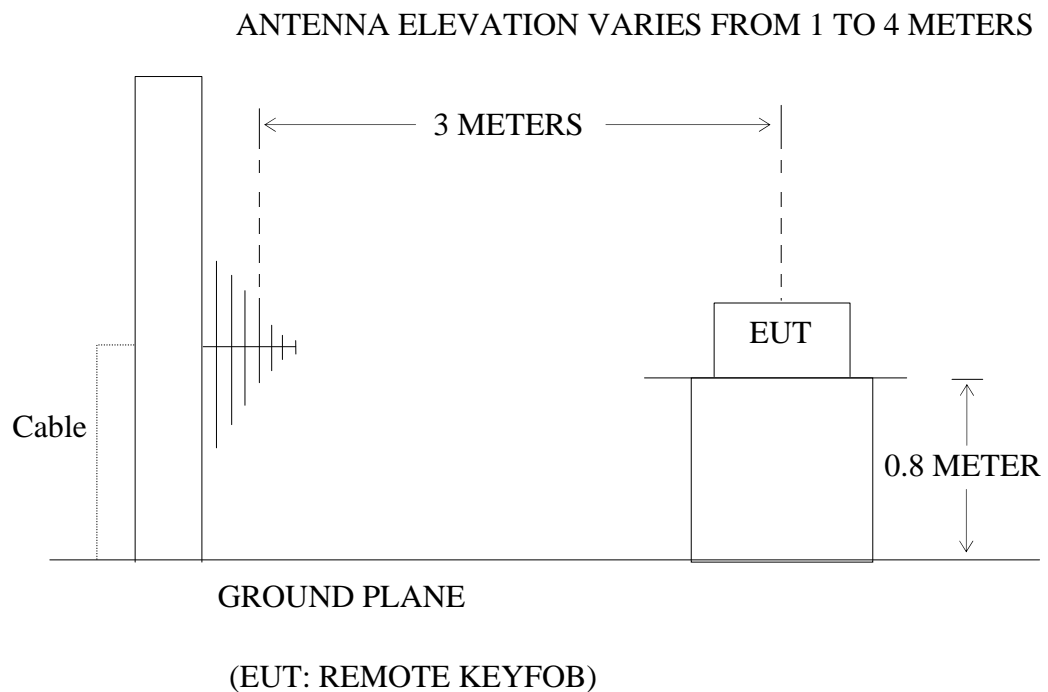 ANTENNA ELEVATION VARIES FROM 1 TO 4 METERS
3 METERS
EUT
Cable
0.8 METER
GROUND PLANE
(EUT: REMOTE KEYFOB)